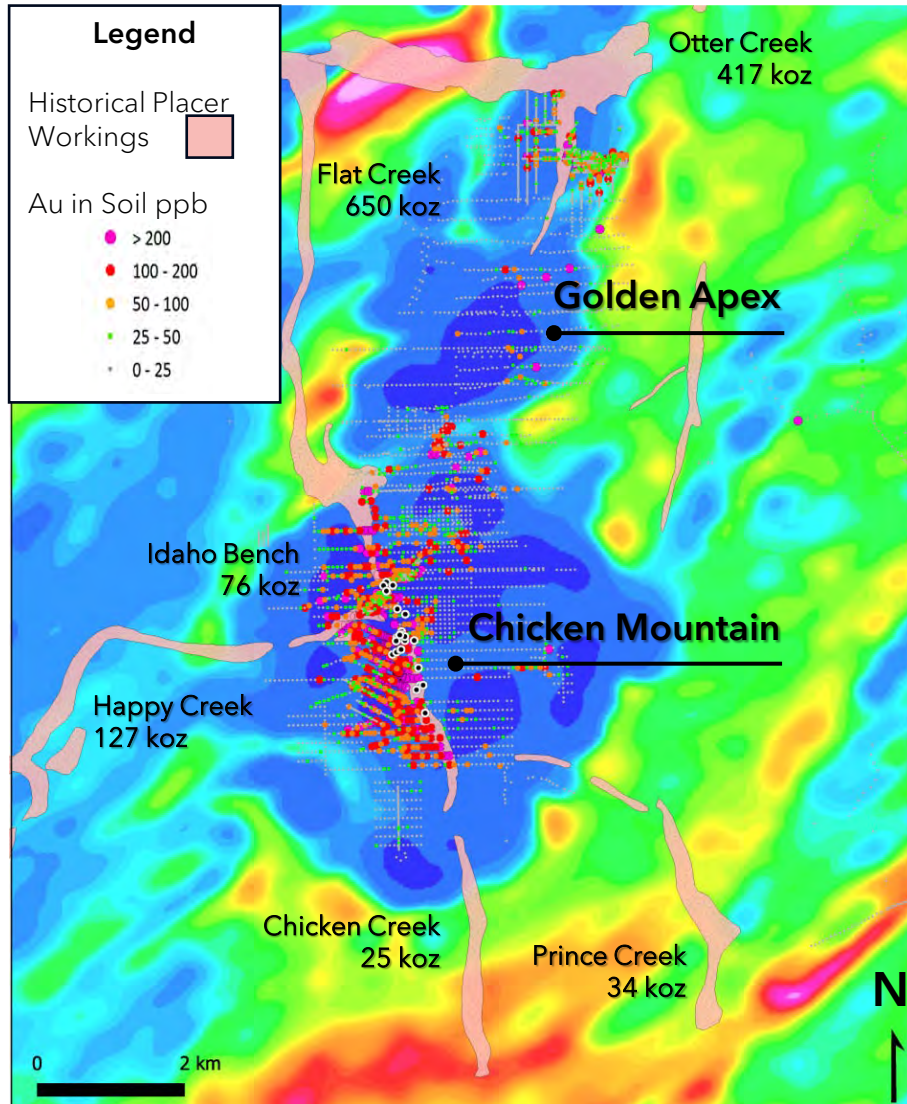 Legend
Historical Placer
Workings
Au in Soil ppb
> 200
100 - 200
50 - 100
25 - 50
0 - 25
Otter Creek
417 koz
Flat Creek
650 koz
Golden Apex
Idaho Bench
76 koz
Chicken Mountain
Happy Creek
127 koz
Chicken Creek
25 koz
Prince Creek
34 koz
N
0 2 km